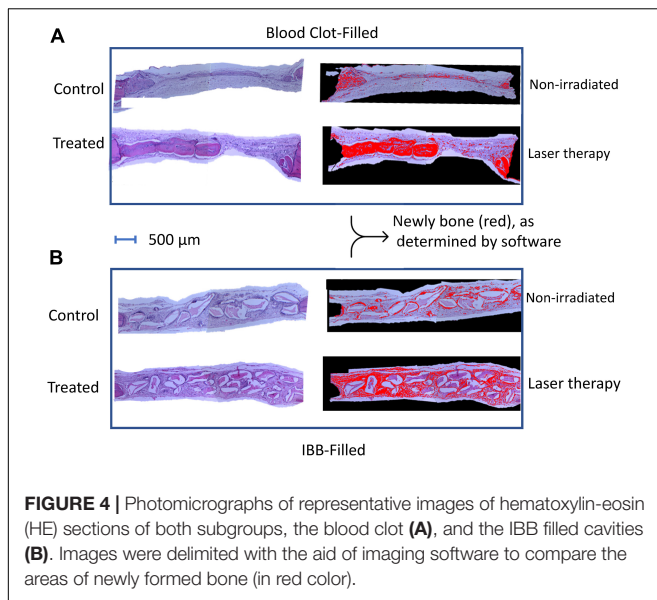 A
Blood Clot-Filled
Control
Non-irradiated
Treated
Laser therapy
500 µm
Newly bone (red), as
determined by software
B
Control
Non-irradiated
Treated
Laser therapy
IBB-Filled
FIGURE 4 | Photomicrographs of representative images of hematoxylin-eosin
(HE) sections of both subgroups, the blood clot (A), and the IBB filled cavities
(B). Images were delimited with the aid of imaging software to compare the
areas of newly formed bone (in red color).